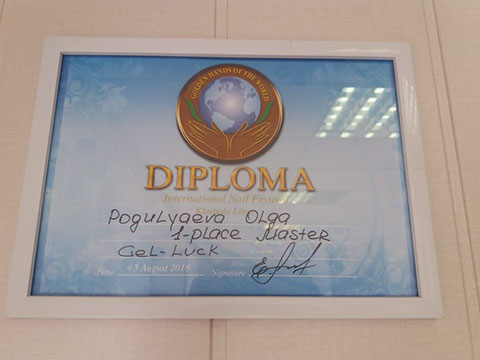 GOLDEN HANDS OF THE WORLD
DIPLOMA
International Nail Festival
Pogulyaeva Olga
1-place Master
Gel-Luck
4-5 August 2018 Signature